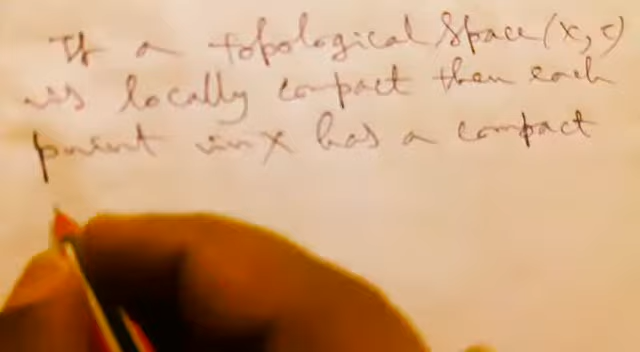 If a topological Space (X, τ)
is locally compact then each
point in X has a compact